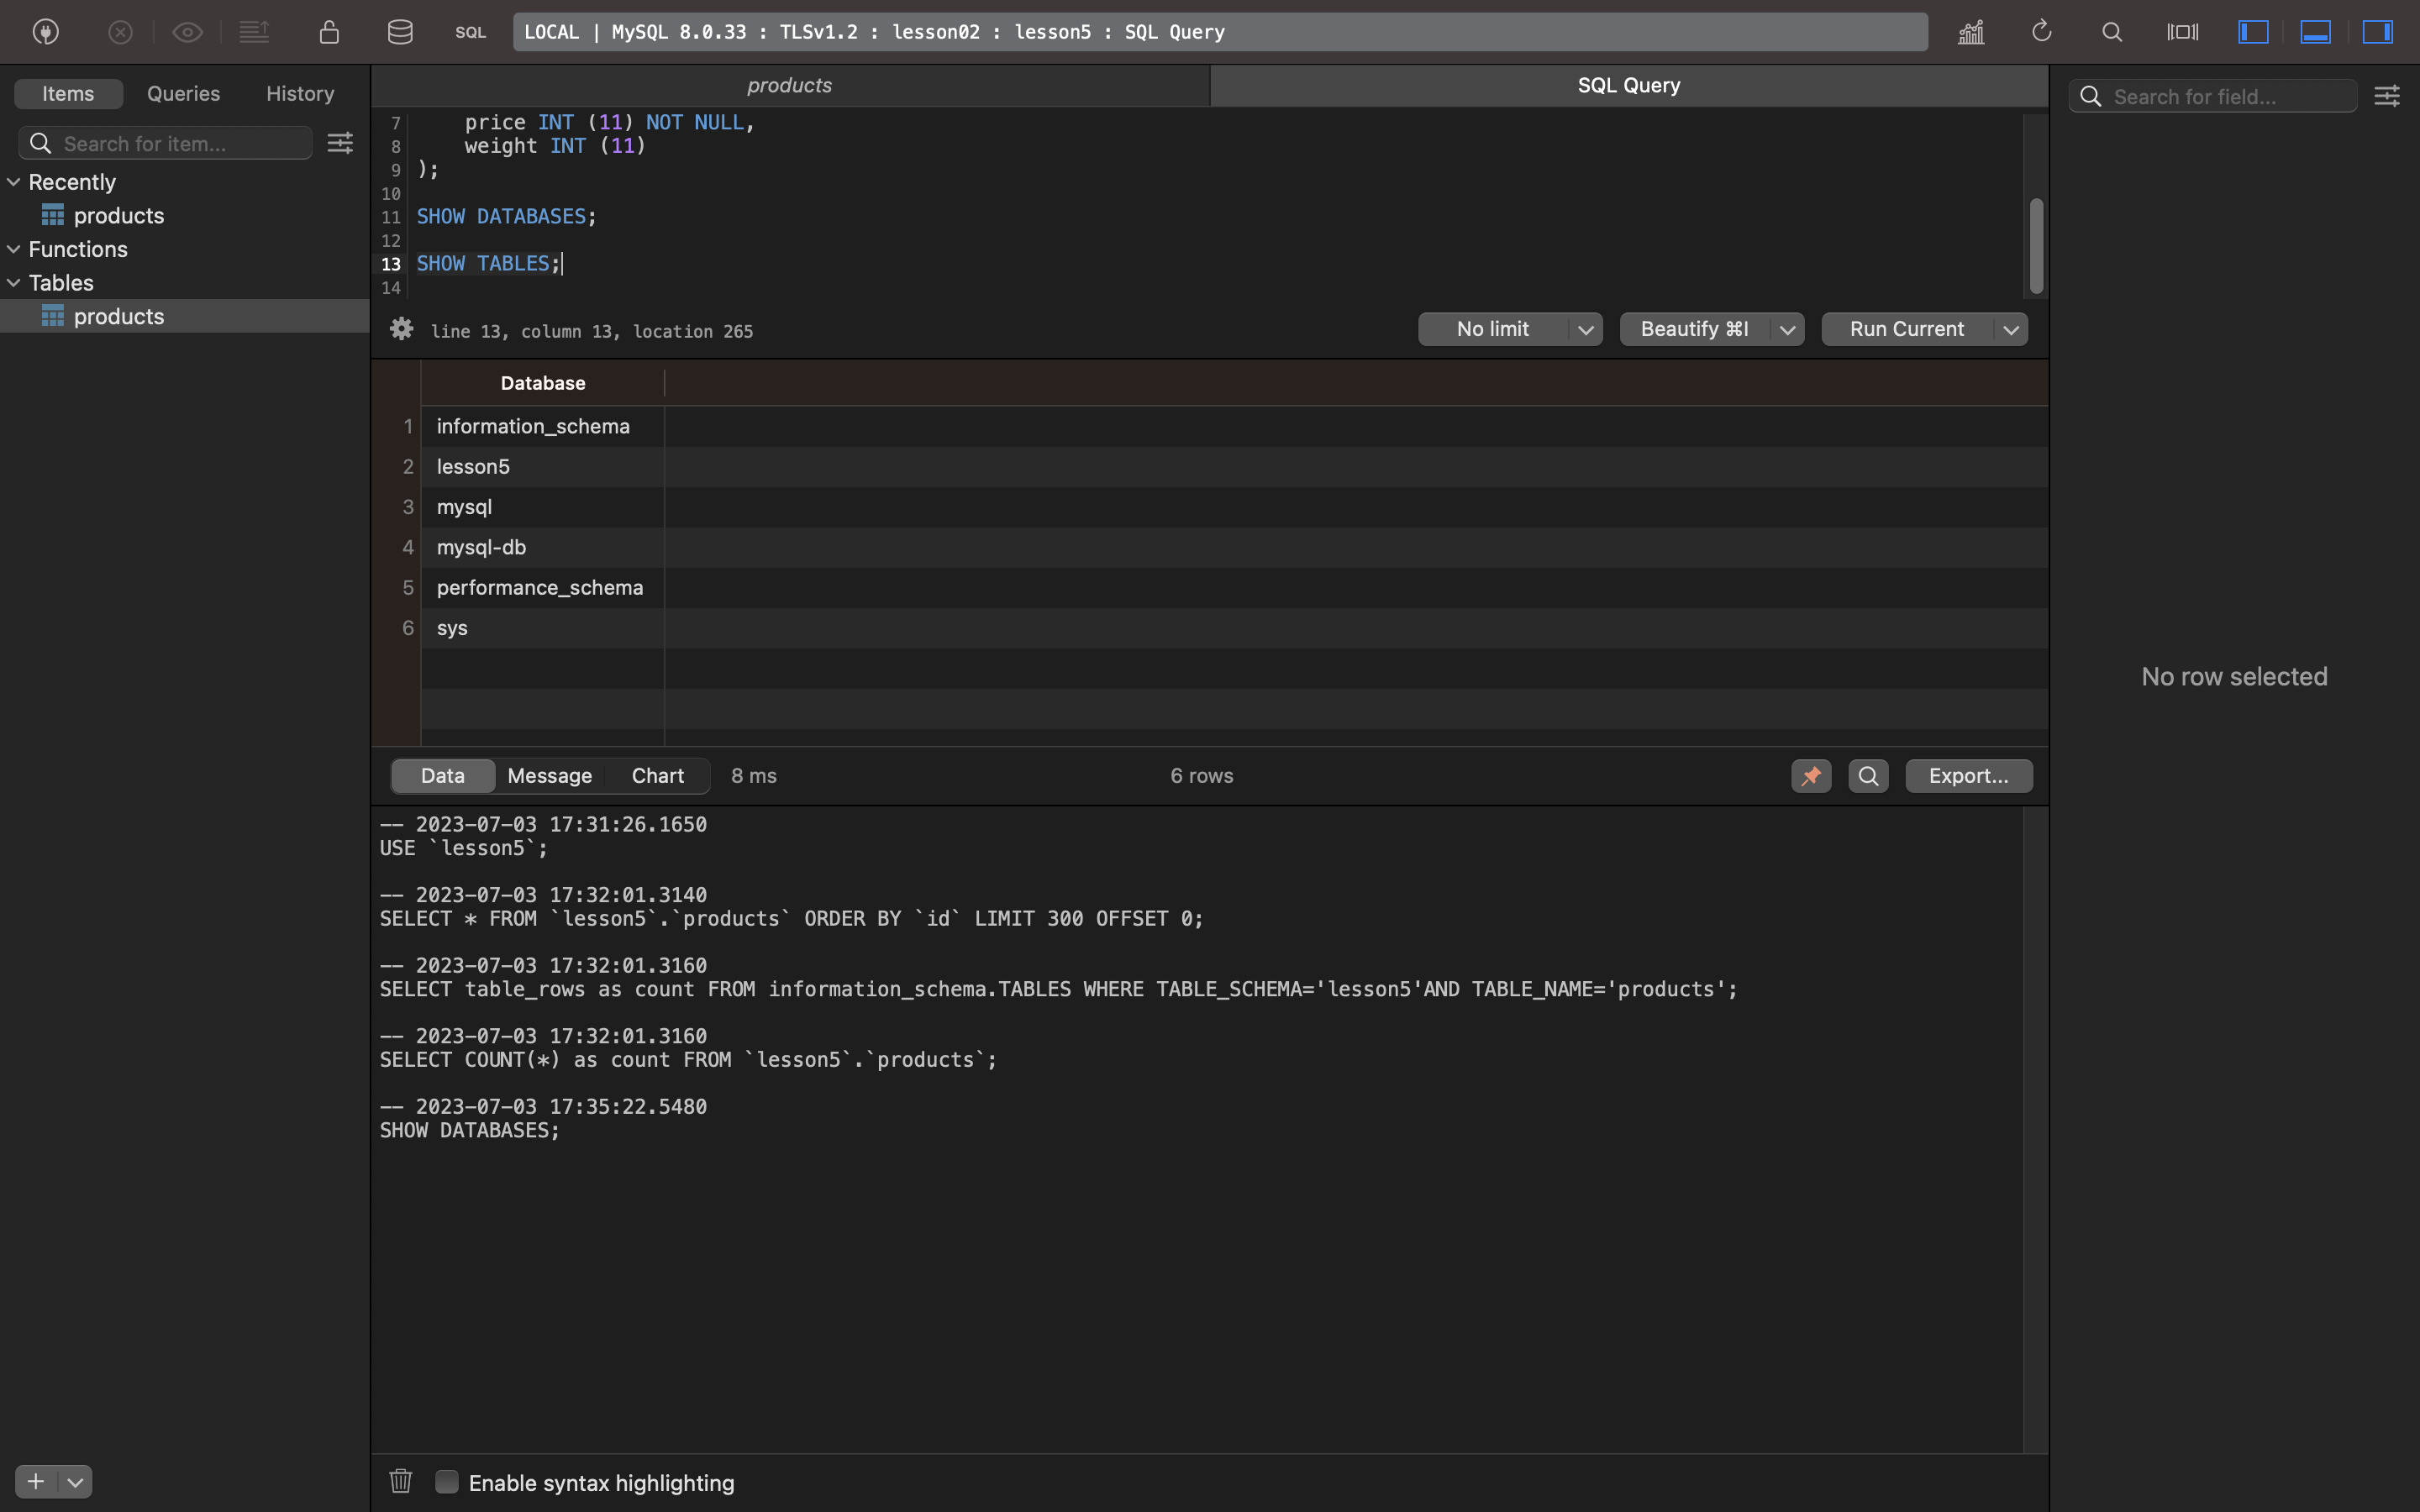 SQL
LOCAL | MySQL 8.0.33 : TLSv1.2 : lesson02 : lesson5 : SQL Query
Items
Queries
History
Search for item...
Recently
products
Functions
Tables
products
products
SQL Query
7 price INT (11) NOT NULL,
8 weight INT (11)
9 );
10
11 SHOW DATABASES;
12
13 SHOW TABLES;
14
line 13, column 13, location 265
No limit
Beautify ⌘I
Run Current
Database
1 information_schema
2 lesson5
3 mysql
4 mysql-db
5 performance_schema
6 sys
Data
Message
Chart
8 ms
6 rows
Export...
-- 2023-07-03 17:31:26.1650
USE `lesson5`;
-- 2023-07-03 17:32:01.3140
SELECT * FROM `lesson5`.`products` ORDER BY `id` LIMIT 300 OFFSET 0;
-- 2023-07-03 17:32:01.3160
SELECT table_rows as count FROM information_schema.TABLES WHERE TABLE_SCHEMA='lesson5'AND TABLE_NAME='products';
-- 2023-07-03 17:32:01.3160
SELECT COUNT(*) as count FROM `lesson5`.`products`;
-- 2023-07-03 17:35:22.5480
SHOW DATABASES;
Enable syntax highlighting
Search for field...
No row selected